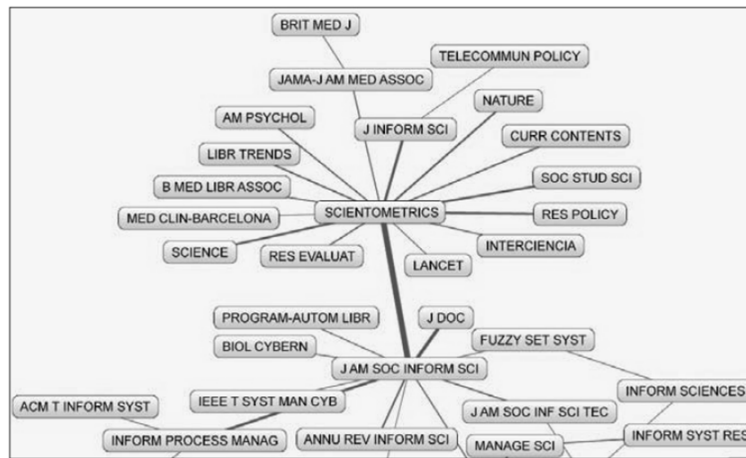 BRIT MED J
TELECOMMUN POLICY
JAMA-J AM MED ASSOC
NATURE
AM PSYCHOL
J INFORM SCI
CURR CONTENTS
LIBR TRENDS
SOC STUD SCI
B MED LIBR ASSOC
SCIENTOMETRICS
RES POLICY
MED CLIN-BARCELONA
INTERCIENCIA
SCIENCE
RES EVALUAT
LANCET
PROGRAM-AUTOM LIBR
J DOC
FUZZY SET SYST
BIOL CYBERN
J AM SOC INFORM SCI
INFORM SCIENCES
IEEE T SYST MAN CYB
ACM T INFORM SYST
J AM SOC INF SCI TEC
INFORM PROCESS MANAG
ANNU REV INFORM SCI
MANAGE SCI
INFORM SYST RES